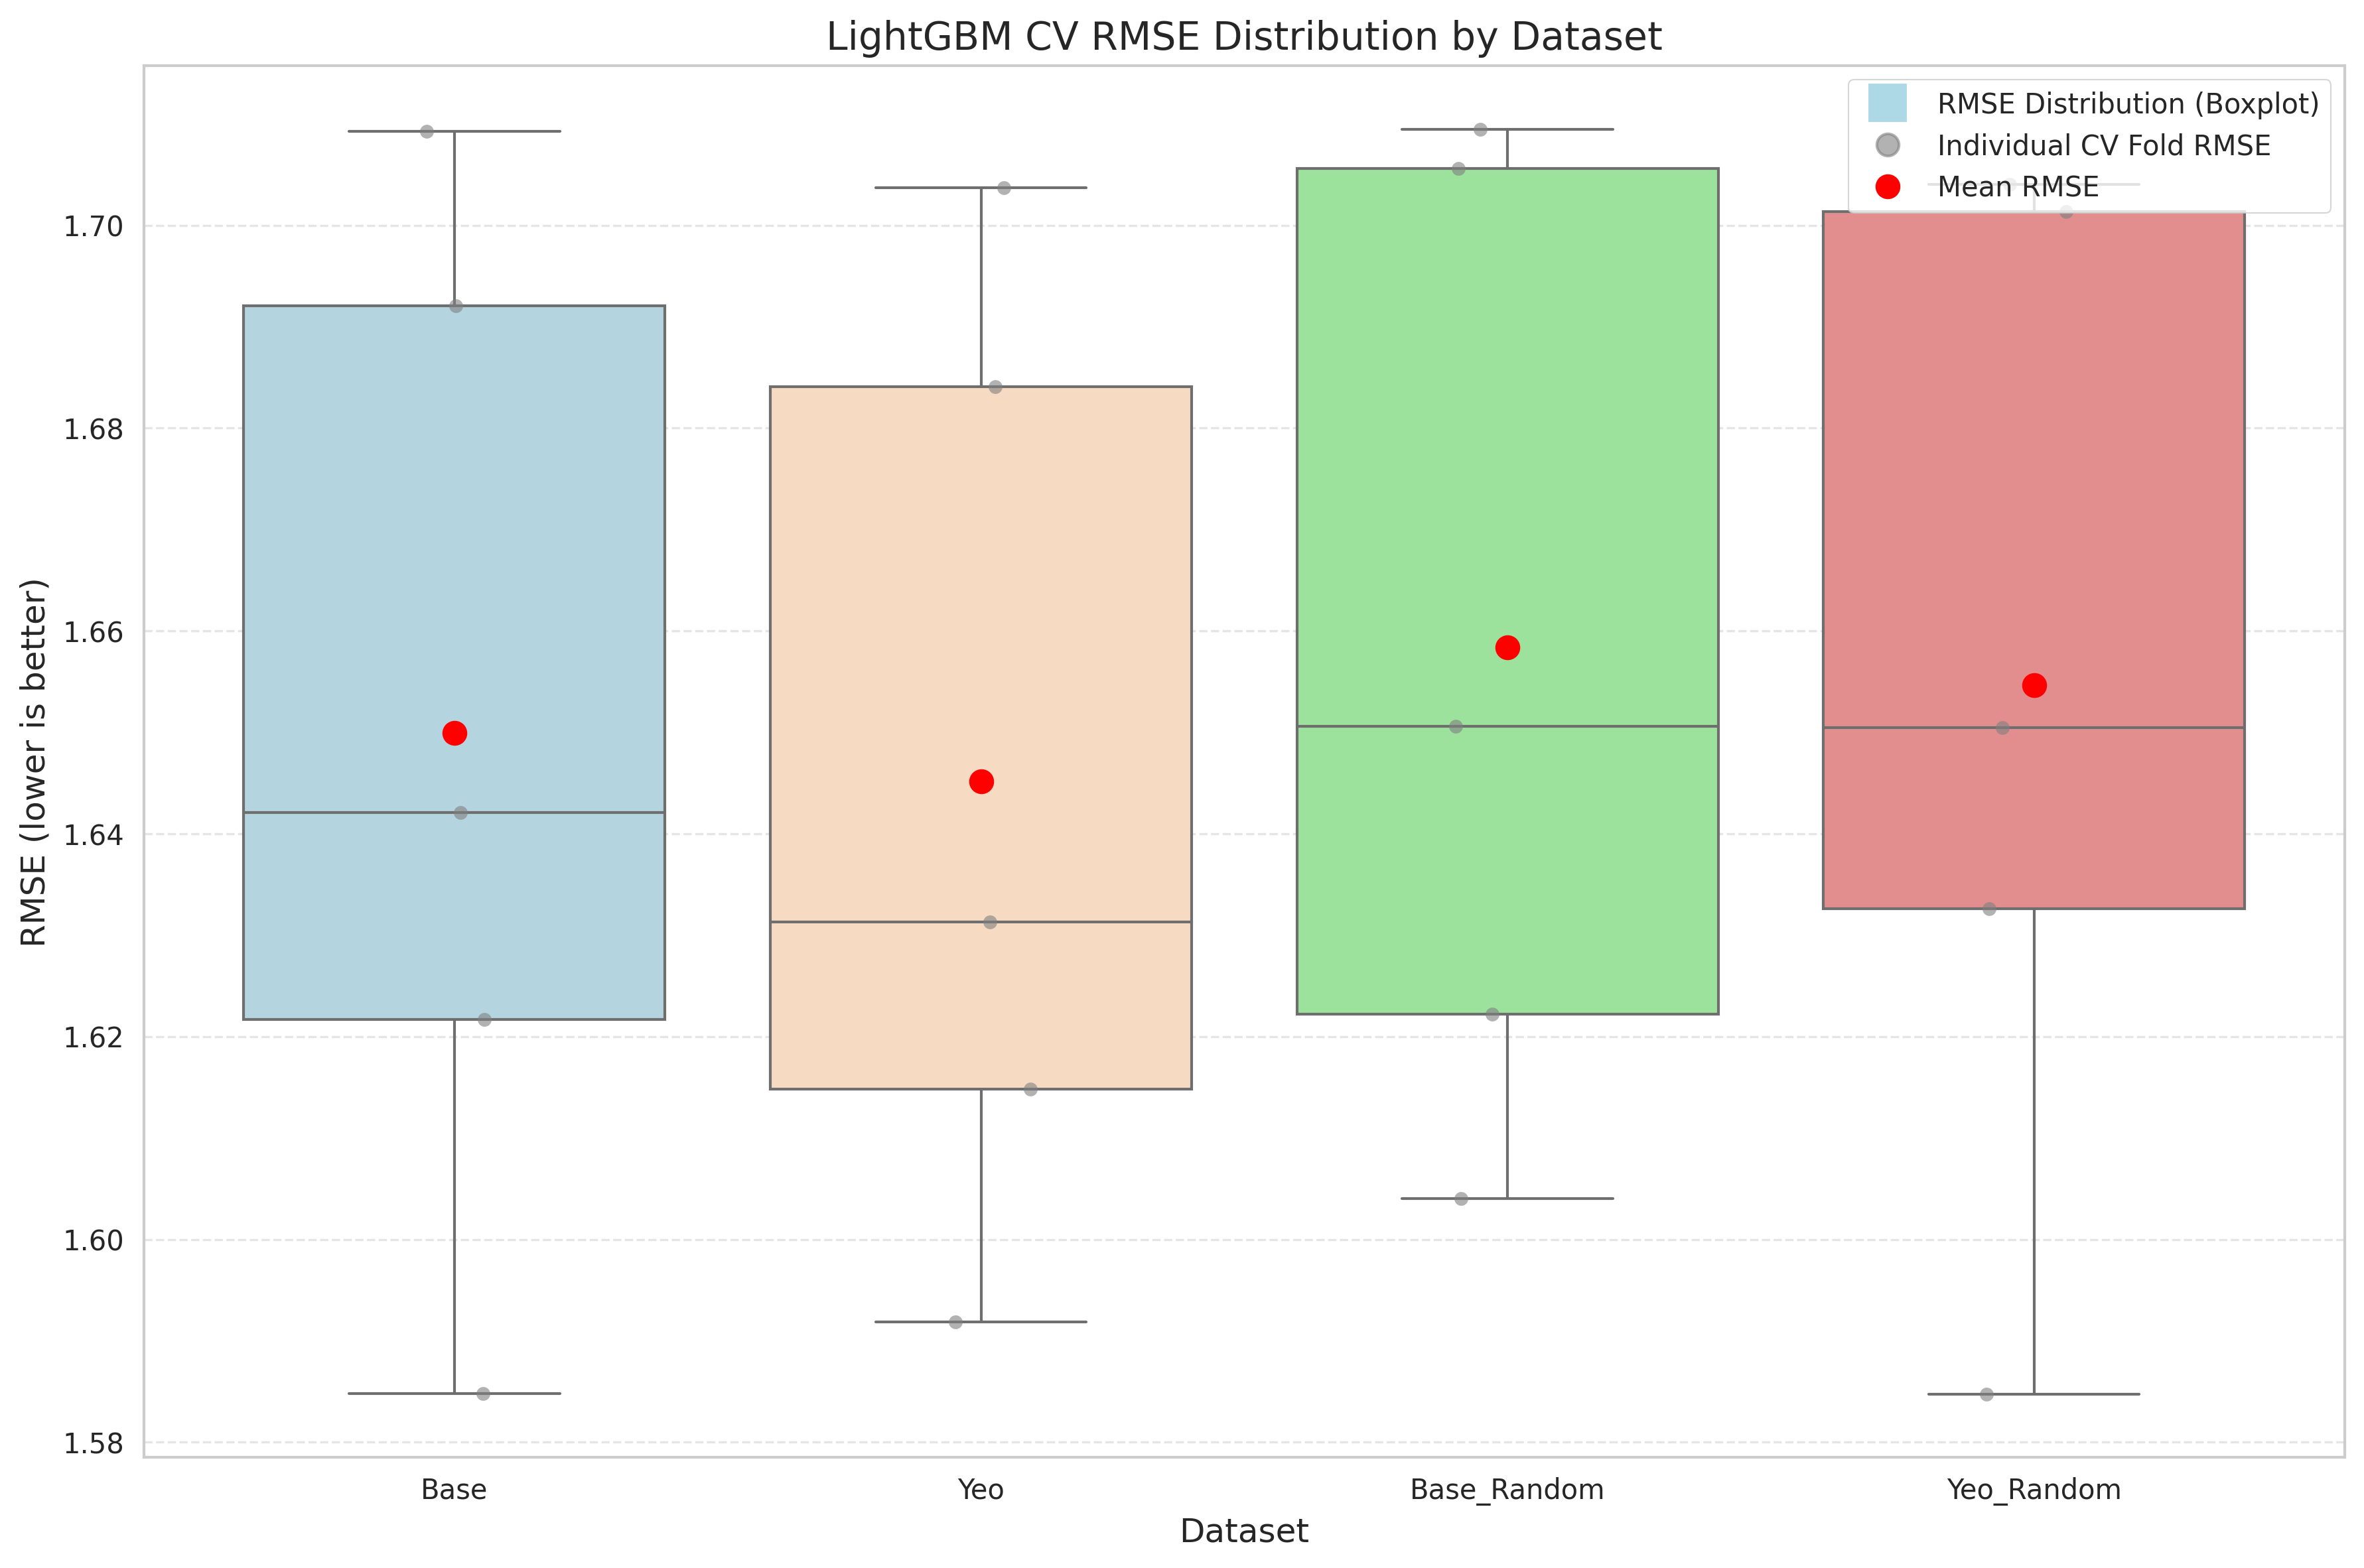 LightGBM CV RMSE Distribution by Dataset
RMSE Distribution (Boxplot)
Individual CV Fold RMSE
Mean RMSE
RMSE (lower is better)
1.70
1.68
1.66
1.64
1.62
1.60
1.58
Base
Yeo
Base_Random
Yeo_Random
Dataset